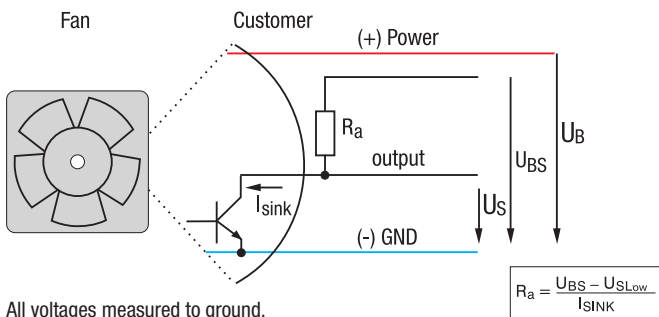 Fan
Customer
(+) Power
Ra
UB
UBS
output
Isink
US
(-) GND
All voltages measured to ground.
Ra = UBS – USLow / ISINK